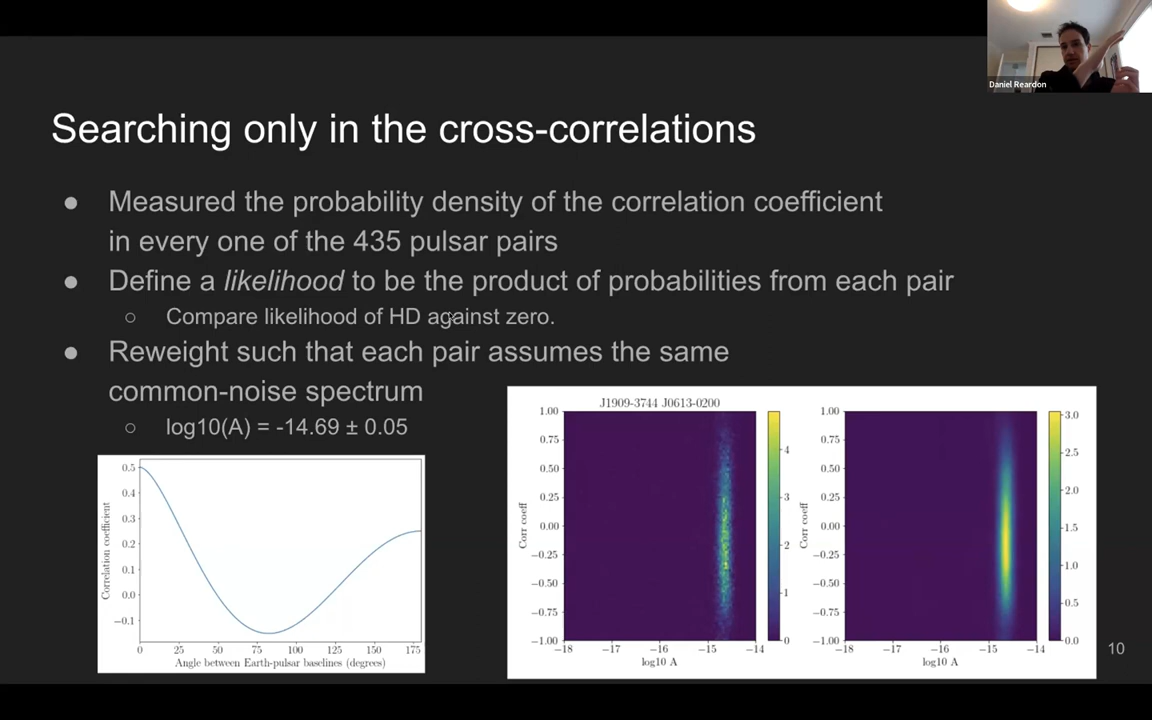 Daniel Reardon
Searching only in the cross-correlations
● Measured the probability density of the correlation coefficient
in every one of the 435 pulsar pairs
● Define a likelihood to be the product of probabilities from each pair
○ Compare likelihood of HD against zero.
● Reweight such that each pair assumes the same
common-noise spectrum
○ log10(A) = -14.69 ± 0.05
0.5
0.4
0.3
0.2
0.1
0.0
−0.1
Correlation coefficient
0 25 50 75 100 125 150 175
Angle between Earth-pulsar baselines (degrees)
J1909-3744 J0613-0200
1.00
0.75
0.50
0.25
0.00
−0.25
−0.50
−0.75
−1.00
Corr coeff
−18 −17 −16 −15 −14
log10 A
4
3
2
1
0
1.00
0.75
0.50
0.25
0.00
−0.25
−0.50
−0.75
−1.00
Corr coeff
−18 −17 −16 −15 −14
log10 A
3.0
2.5
2.0
1.5
1.0
0.5
0.0
10